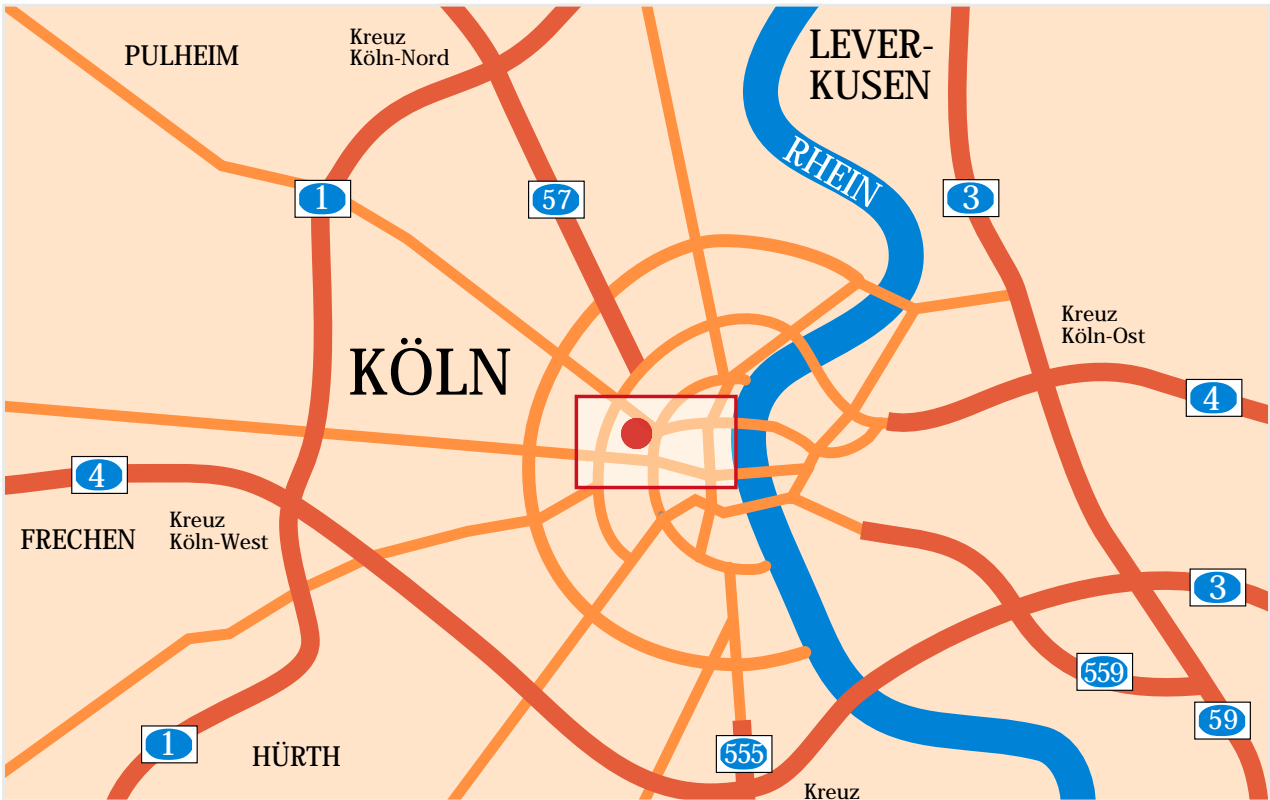 PULHEIM
Kreuz
Köln-Nord
LEVER-
KUSEN
RHEIN
1
57
3
Kreuz
Köln-Ost
KÖLN
4
4
FRECHEN
Kreuz
Köln-West
3
559
59
1
HÜRTH
555
Kreuz